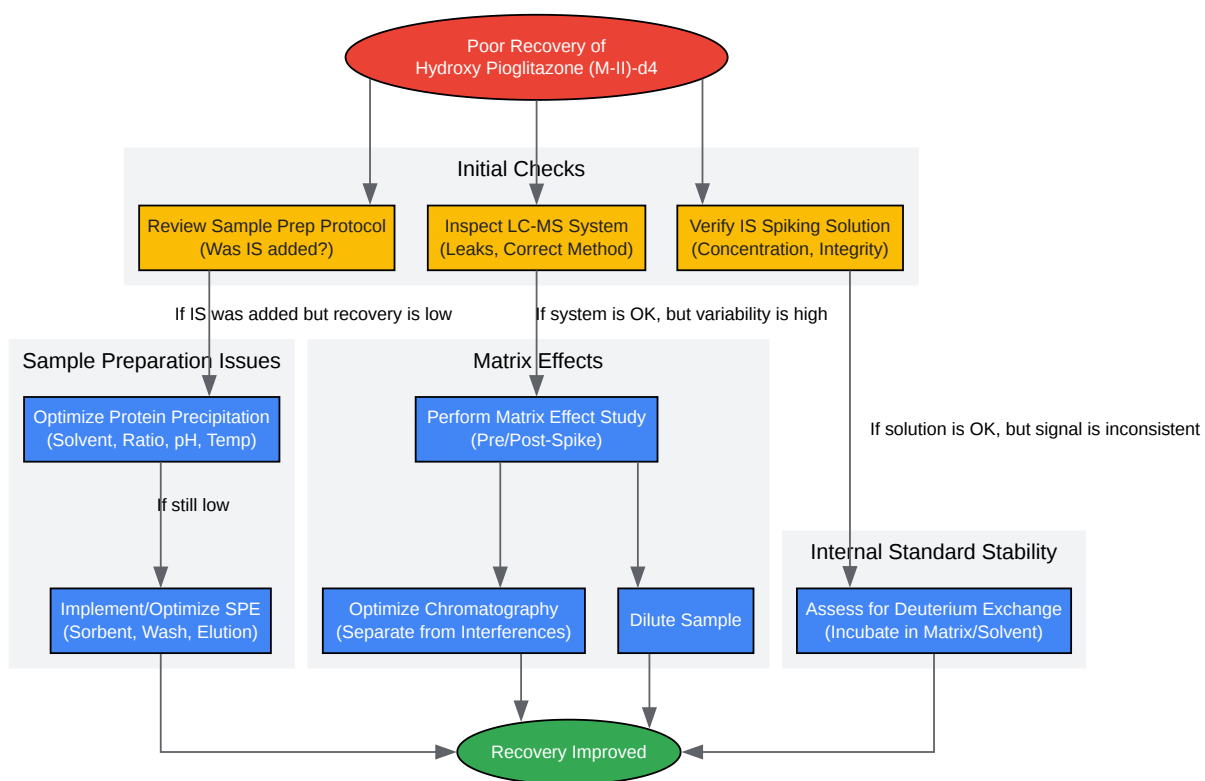 Poor Recovery of
Hydroxy Pioglitazone (M-II)-d4
Initial Checks
Review Sample Prep Protocol
(Was IS added?)
Inspect LC-MS System
(Leaks, Correct Method)
Verify IS Spiking Solution
(Concentration, Integrity)
If IS was added but recovery is low
If system is OK, but variability is high
If solution is OK, but signal is inconsistent
Sample Preparation Issues
Optimize Protein Precipitation
(Solvent, Ratio, pH, Temp)
If still low
Implement/Optimize SPE
(Sorbent, Wash, Elution)
Matrix Effects
Perform Matrix Effect Study
(Pre/Post-Spike)
Optimize Chromatography
(Separate from Interferences)
Dilute Sample
Internal Standard Stability
Assess for Deuterium Exchange
(Incubate in Matrix/Solvent)
Recovery Improved